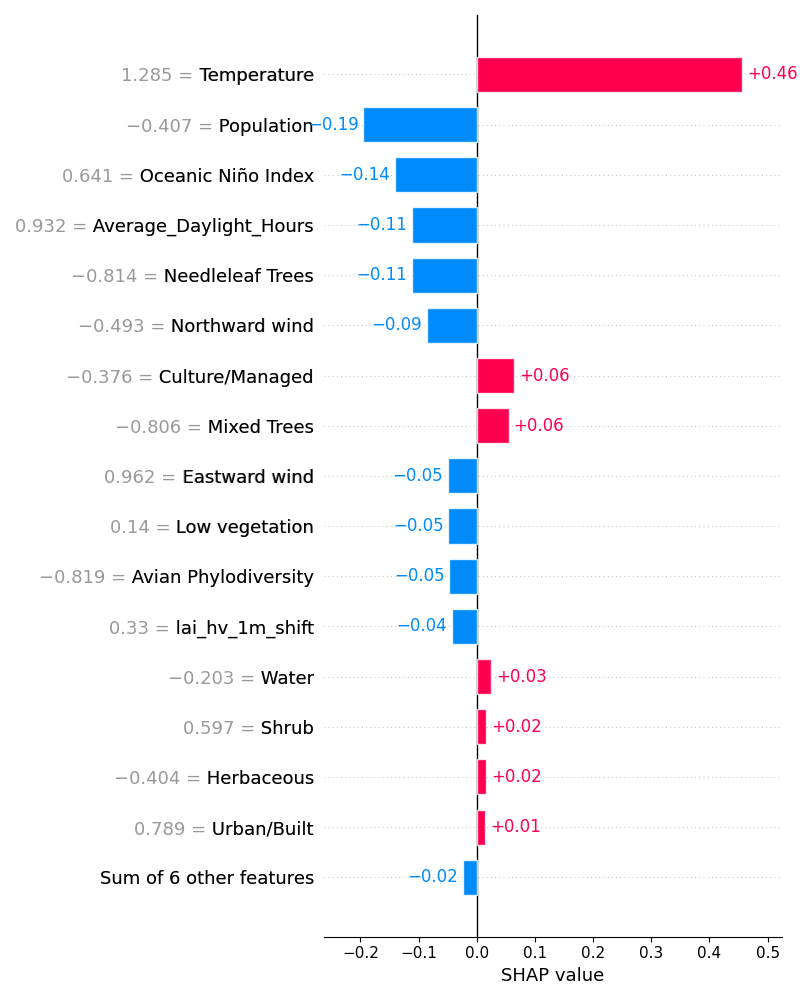 1.285 = Temperature +0.46
−0.407 = Population −0.19
0.641 = Oceanic Niño Index −0.14
0.932 = Average_Daylight_Hours −0.11
−0.814 = Needleleaf Trees −0.11
−0.493 = Northward wind −0.09
−0.376 = Culture/Managed +0.06
−0.806 = Mixed Trees +0.06
0.962 = Eastward wind −0.05
0.14 = Low vegetation −0.05
−0.819 = Avian Phylodiversity −0.05
0.33 = lai_hv_1m_shift −0.04
−0.203 = Water +0.03
0.597 = Shrub +0.02
−0.404 = Herbaceous +0.02
0.789 = Urban/Built +0.01
Sum of 6 other features −0.02
−0.2 −0.1 0.0 0.1 0.2 0.3 0.4 0.5
SHAP value